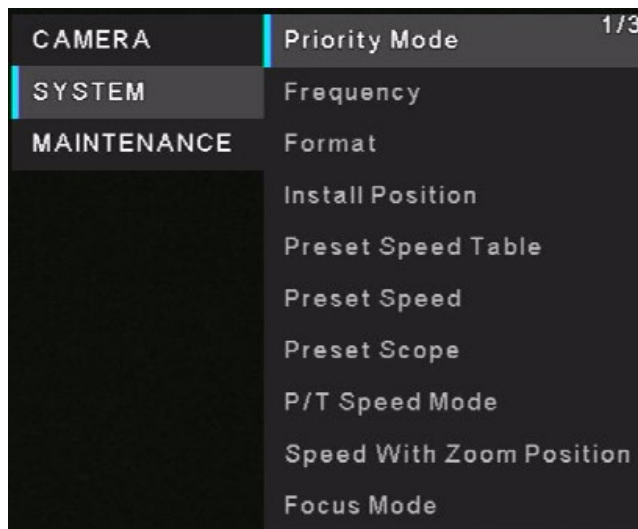 CAMERA
SYSTEM
MAINTENANCE
1/3
Priority Mode
Frequency
Format
Install Position
Preset Speed Table
Preset Speed
Preset Scope
P/T Speed Mode
Speed With Zoom Position
Focus Mode